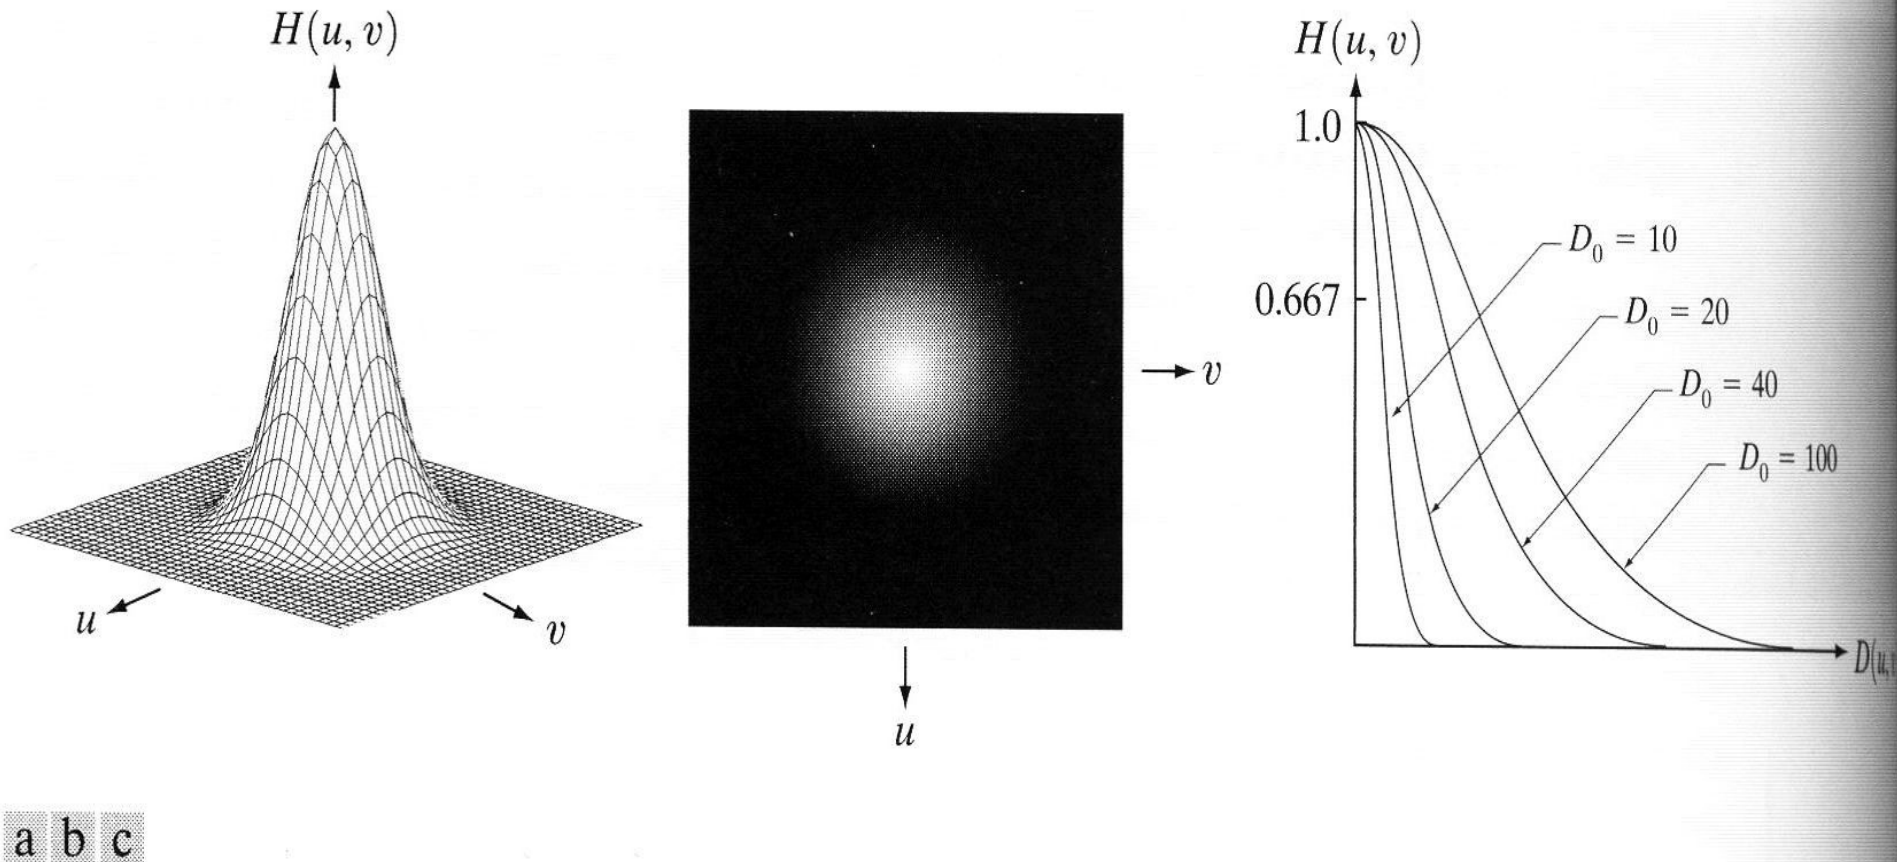 H(u, v)
u
v
v
u
H(u, v)
1.0
0.667
D₀ = 10
D₀ = 20
D₀ = 40
D₀ = 100
a b c